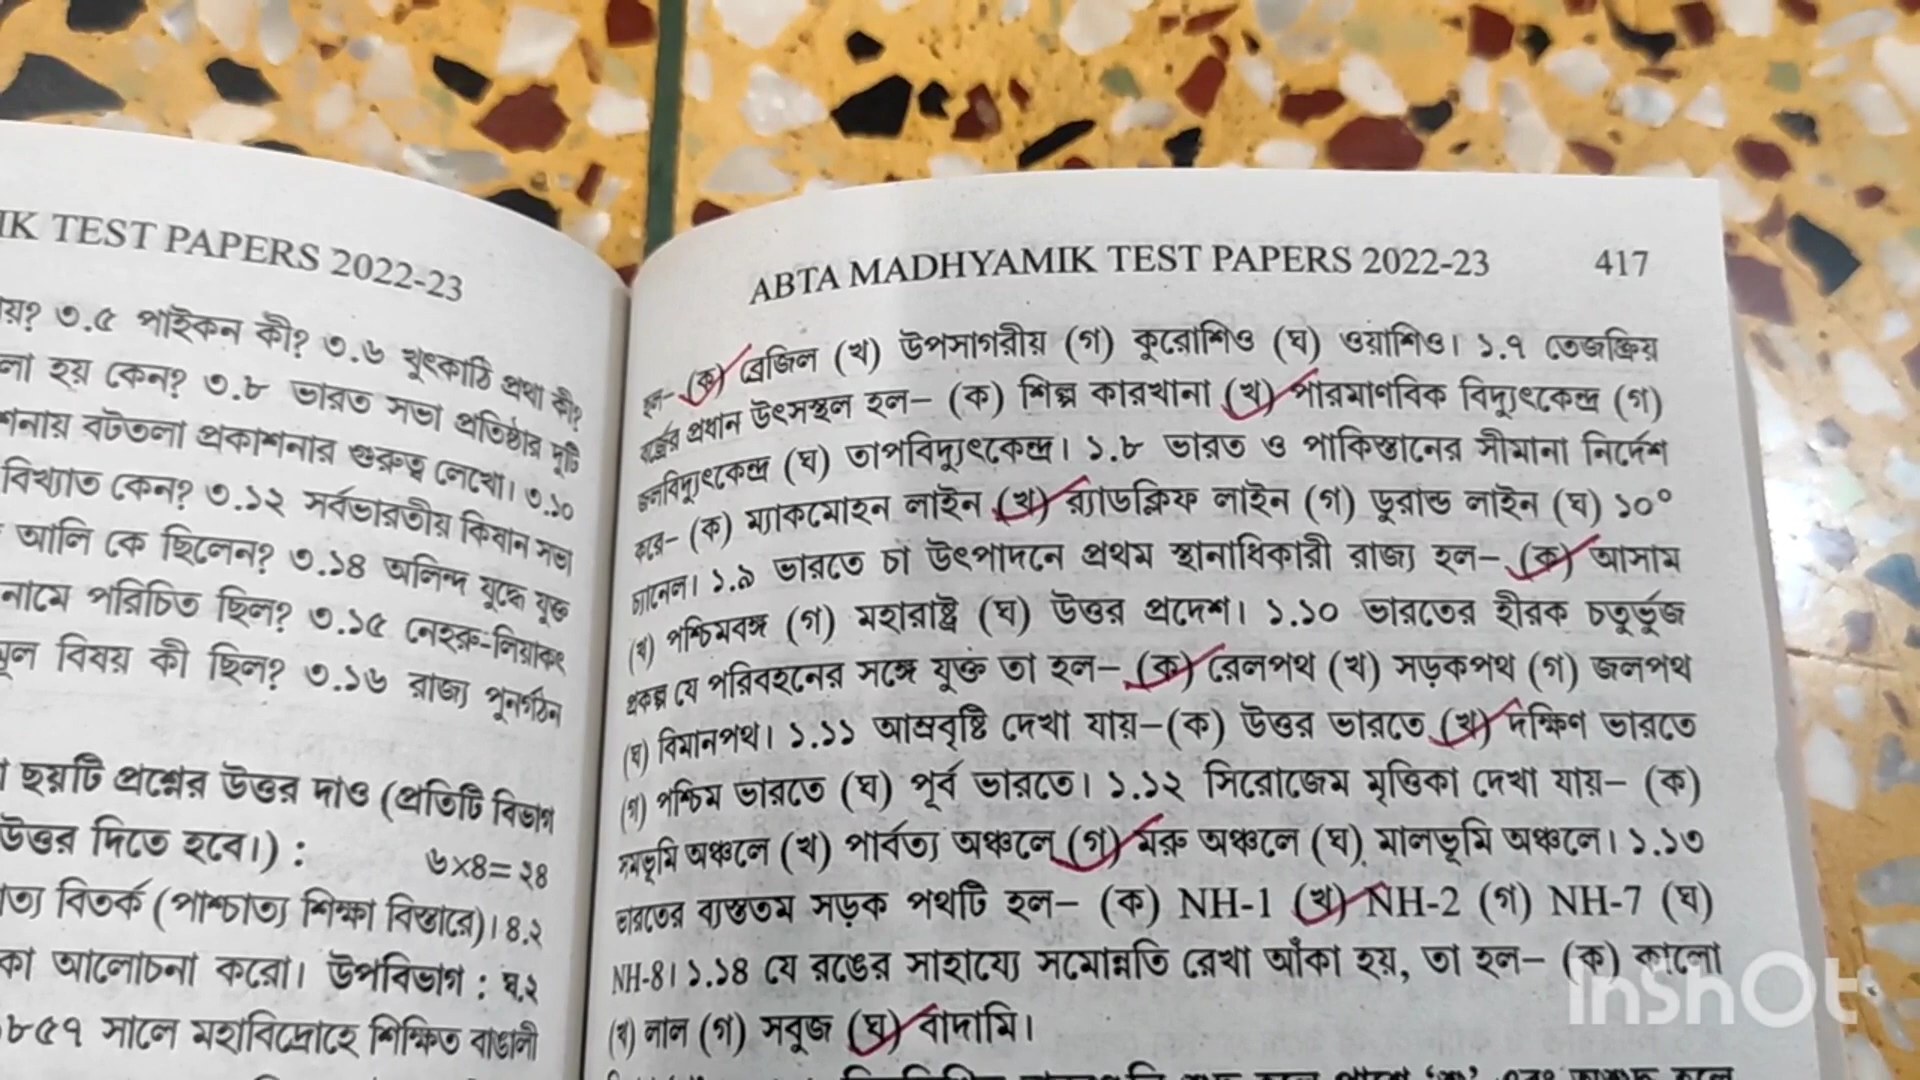 IK TEST PAPERS 2022-23
য়? ৩.৫ পাইকন কী? ৩.৬ খুৎকাঠি প্রথা কী?
লা হয় কেন? ৩.৮ ভারত সভা প্রতিষ্ঠার দুটি
শনায় বটতলা প্রকাশনার গুরুত্ব লেখো। ৩.১০
বিখ্যাত কেন? ৩.১২ সর্বভারতীয় কিষান সভা
আলি কে ছিলেন? ৩.১৪ অলিন্দ যুদ্ধে যুক্ত
নামে পরিচিত ছিল? ৩.১৫ নেহরু-লিয়াকৎ
মূল বিষয় কী ছিল? ৩.১৬ রাজ্য পুনর্গঠন
ছয়টি প্রশ্নের উত্তর দাও (প্রতিটি বিভাগ
উত্তর দিতে হবে।) : ৬×৪=২৪
ত্য বিতর্ক (পাশ্চাত্য শিক্ষা বিস্তারে)। ৪.২
কা আলোচনা করো। উপবিভাগ : ঘ.২
৮৫৭ সালে মহাবিদ্রোহে শিক্ষিত বাঙালী
ABTA MADHYAMIK TEST PAPERS 2022-23 417
হল– (ক) ব্রেজিল (খ) উপসাগরীয় (গ) কুরোশিও (ঘ) ওয়াশিও। ১.৭ তেজস্ক্রিয়
বর্জ্যের প্রধান উৎসস্থল হল– (ক) শিল্প কারখানা (খ) পারমাণবিক বিদ্যুৎকেন্দ্র (গ)
জলবিদ্যুৎকেন্দ্র (ঘ) তাপবিদ্যুৎকেন্দ্র। ১.৮ ভারত ও পাকিস্তানের সীমানা নির্দেশ
করে– (ক) ম্যাকমোহন লাইন (খ) র‍্যাডক্লিফ লাইন (গ) ডুরান্ড লাইন (ঘ) ১০°
চ্যানেল। ১.৯ ভারতে চা উৎপাদনে প্রথম স্থানাধিকারী রাজ্য হল– (ক) আসাম
(খ) পশ্চিমবঙ্গ (গ) মহারাষ্ট্র (ঘ) উত্তর প্রদেশ। ১.১০ ভারতের হীরক চতুর্ভুজ
প্রকল্প যে পরিবহনের সঙ্গে যুক্ত তা হল– (ক) রেলপথ (খ) সড়কপথ (গ) জলপথ
(ঘ) বিমানপথ। ১.১১ আম্রবৃষ্টি দেখা যায়–(ক) উত্তর ভারতে (খ) দক্ষিণ ভারতে
(গ) পশ্চিম ভারতে (ঘ) পূর্ব ভারতে। ১.১২ সিরোজেম মৃত্তিকা দেখা যায়– (ক)
সমভূমি অঞ্চলে (খ) পার্বত্য অঞ্চলে (গ) মরু অঞ্চলে (ঘ) মালভূমি অঞ্চলে। ১.১৩
ভারতের ব্যস্ততম সড়ক পথটি হল– (ক) NH-1 (খ) NH-2 (গ) NH-7 (ঘ)
NH-8। ১.১৪ যে রঙের সাহায্যে সমোন্নতি রেখা আঁকা হয়, তা হল– (ক) কালো
(খ) লাল (গ) সবুজ (ঘ) বাদামি।
InShOt